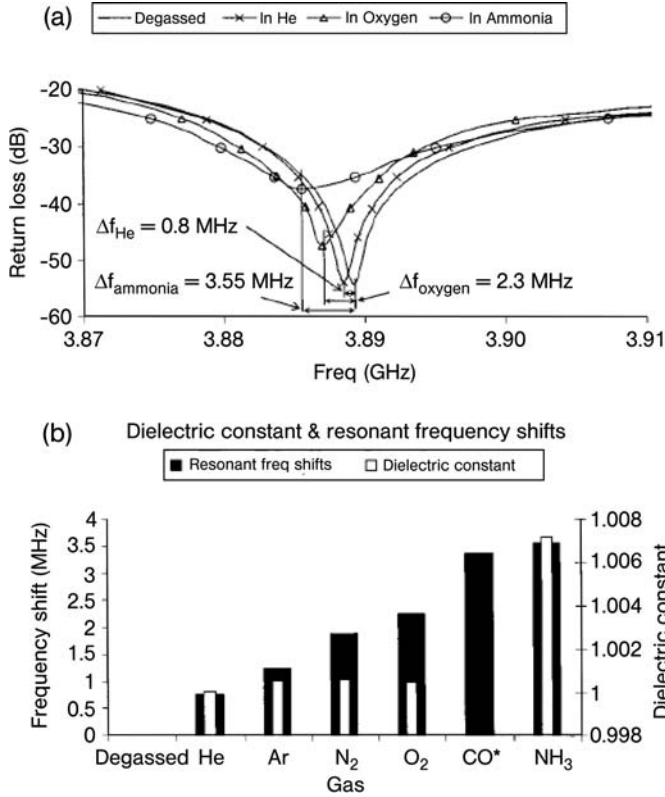 (a)
Degassed In He In Oxygen In Ammonia
-20
-30
-40
-50
-60
Return loss (dB)
Δf_He = 0.8 MHz
Δf_ammonia = 3.55 MHz
Δf_oxygen = 2.3 MHz
3.87 3.88 3.89 3.90 3.91
Freq (GHz)
(b) Dielectric constant & resonant frequency shifts
Resonant freq shifts Dielectric constant
Frequency shift (MHz)
4
3.5
3
2.5
2
1.5
1
0.5
0
1.008
1.006
1.004
1.002
1
0.998
Dielectric constant
Degassed He Ar N₂ O₂ CO* NH₃
Gas